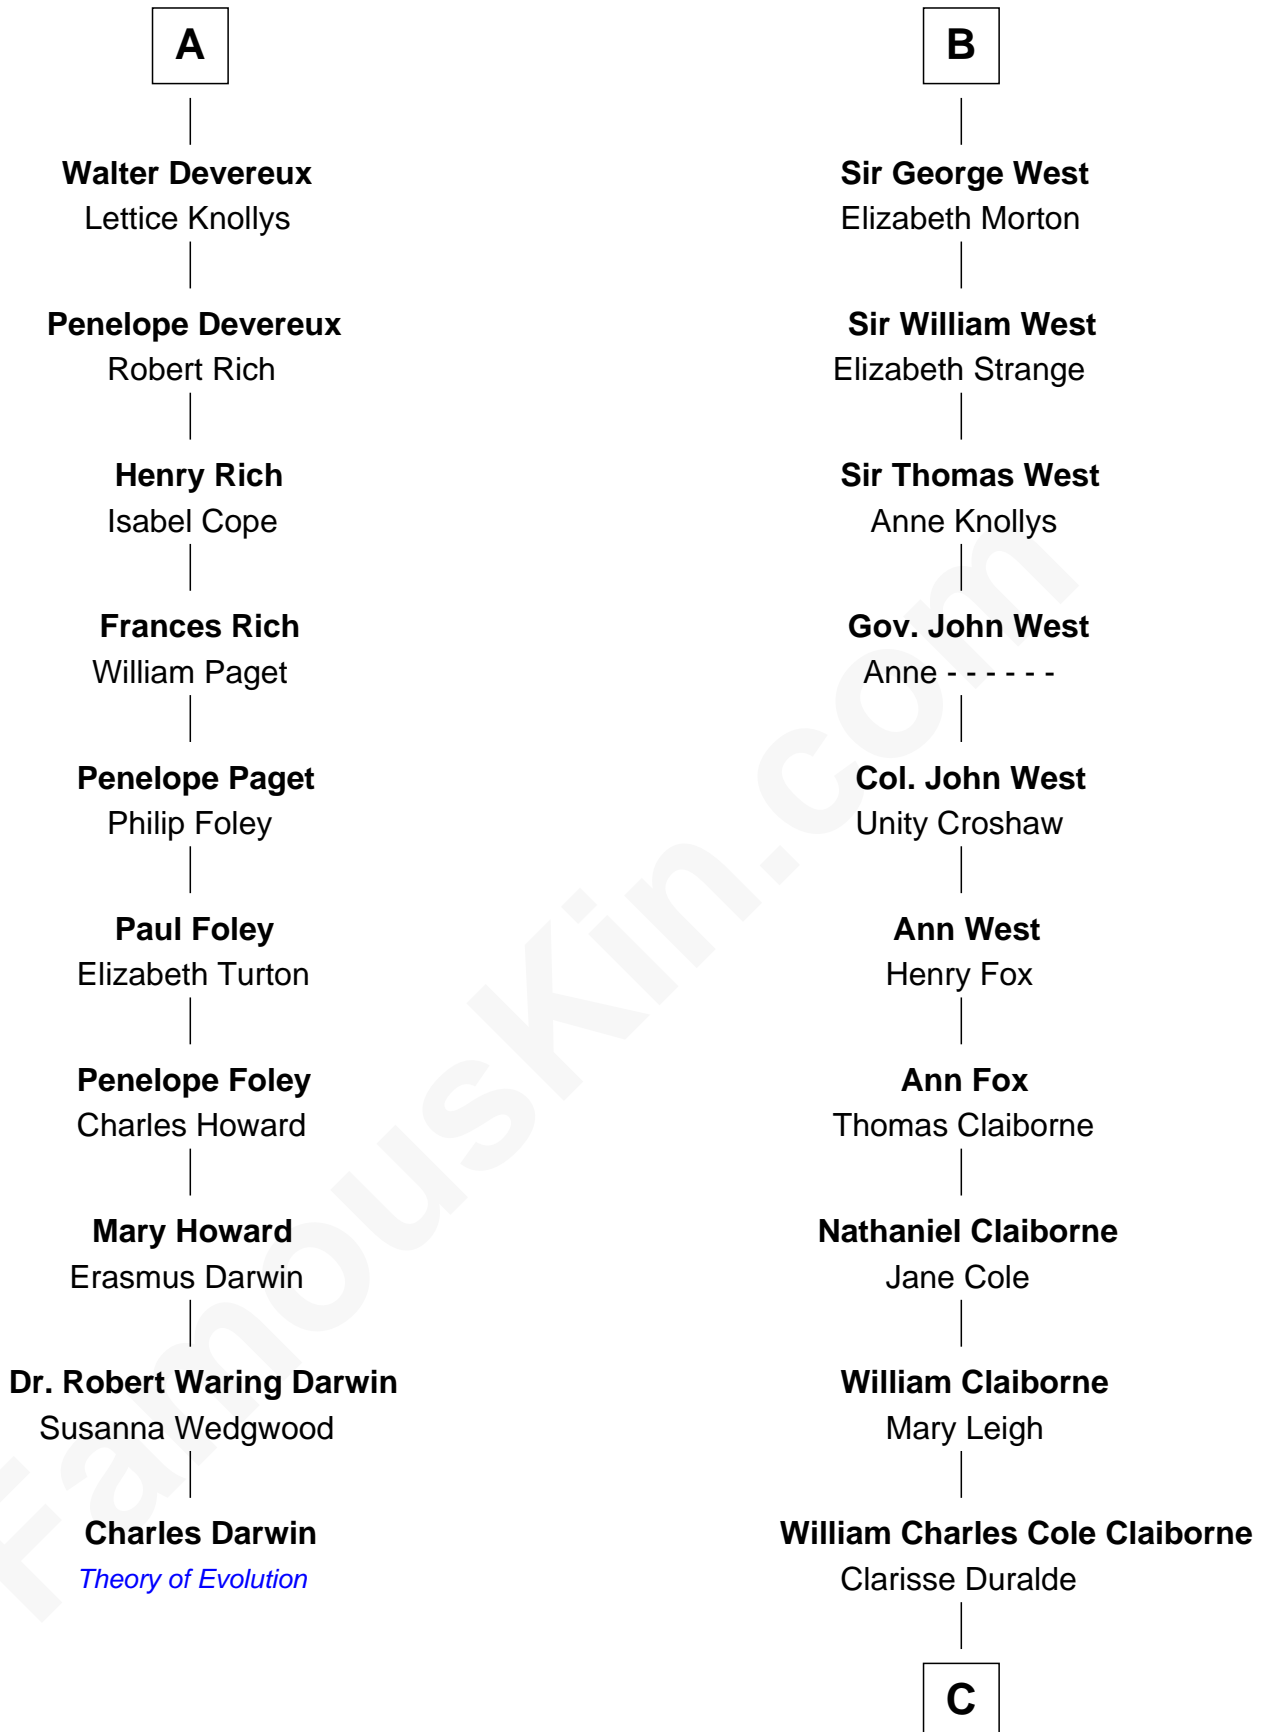 A
Walter Devereux
Lettice Knollys
Penelope Devereux
Robert Rich
Henry Rich
Isabel Cope
Frances Rich
William Paget
Penelope Paget
Philip Foley
Paul Foley
Elizabeth Turton
Penelope Foley
Charles Howard
Mary Howard
Erasmus Darwin
Dr. Robert Waring Darwin
Susanna Wedgwood
Charles Darwin
Theory of Evolution
B
Sir George West
Elizabeth Morton
Sir William West
Elizabeth Strange
Sir Thomas West
Anne Knollys
Gov. John West
Anne - - - - - -
Col. John West
Unity Croshaw
Ann West
Henry Fox
Ann Fox
Thomas Claiborne
Nathaniel Claiborne
Jane Cole
William Claiborne
Mary Leigh
William Charles Cole Claiborne
Clarisse Duralde
C
FamousKin.com